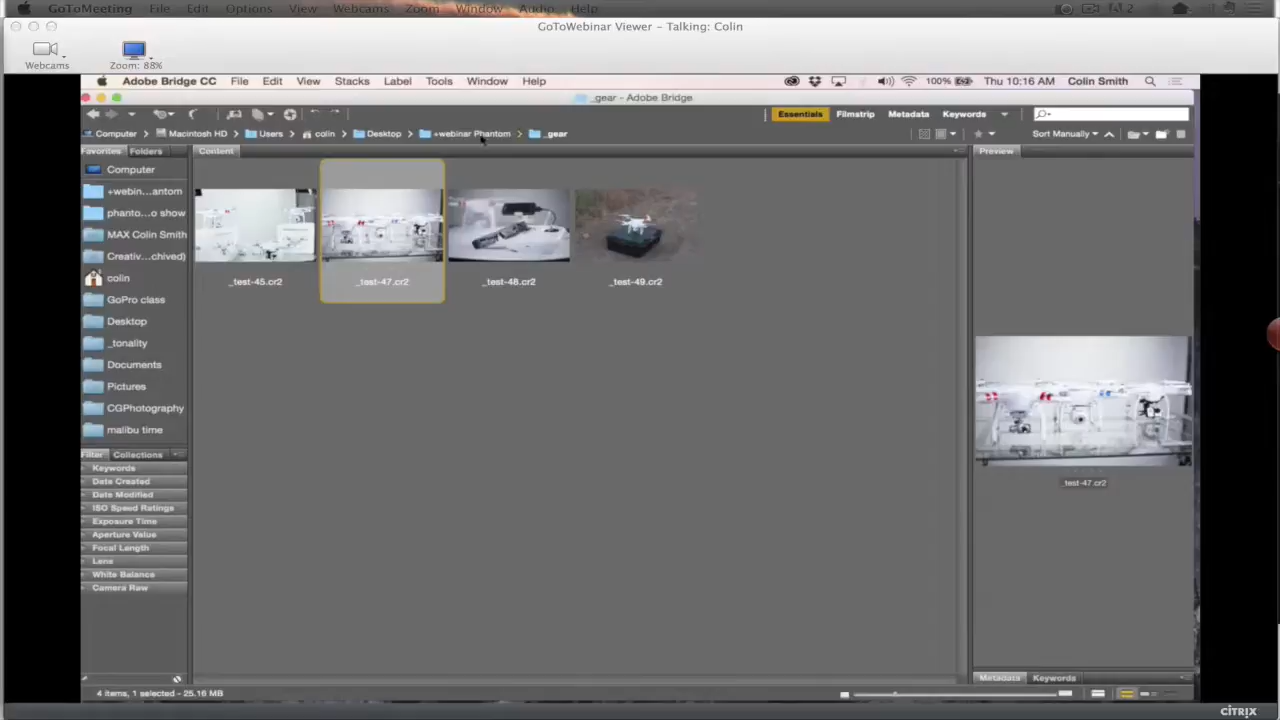 GoToMeeting File Edit Options View Webcams Zoom Window Audio Help
GoToWebinar Viewer – Talking: Colin
Webcams
Zoom: 88%
Adobe Bridge CC File Edit View Stacks Label Tools Window Help 100% Thu 10:16 AM Colin Smith
_gear – Adobe Bridge
Essentials Filmstrip Metadata Keywords
Computer Macintosh HD Users colin Desktop +webinar Phantom _gear Sort Manually
Favorites Folders
Content
Preview
Computer
+webin...antom
phanto...o show
MAX Colin Smith
Creativ...chived)
colin
GoPro class
Desktop
_tonality
Documents
Pictures
CGPhotography
malibu time
_test-45.cr2
_test-47.cr2
_test-48.cr2
_test-49.cr2
_test-47.cr2
Filter Collections
Keywords
Date Created
Date Modified
ISO Speed Ratings
Exposure Time
Aperture Value
Focal Length
Lens
White Balance
Camera Raw
Metadata Keywords
4 items, 1 selected - 25.16 MB
CITRIX